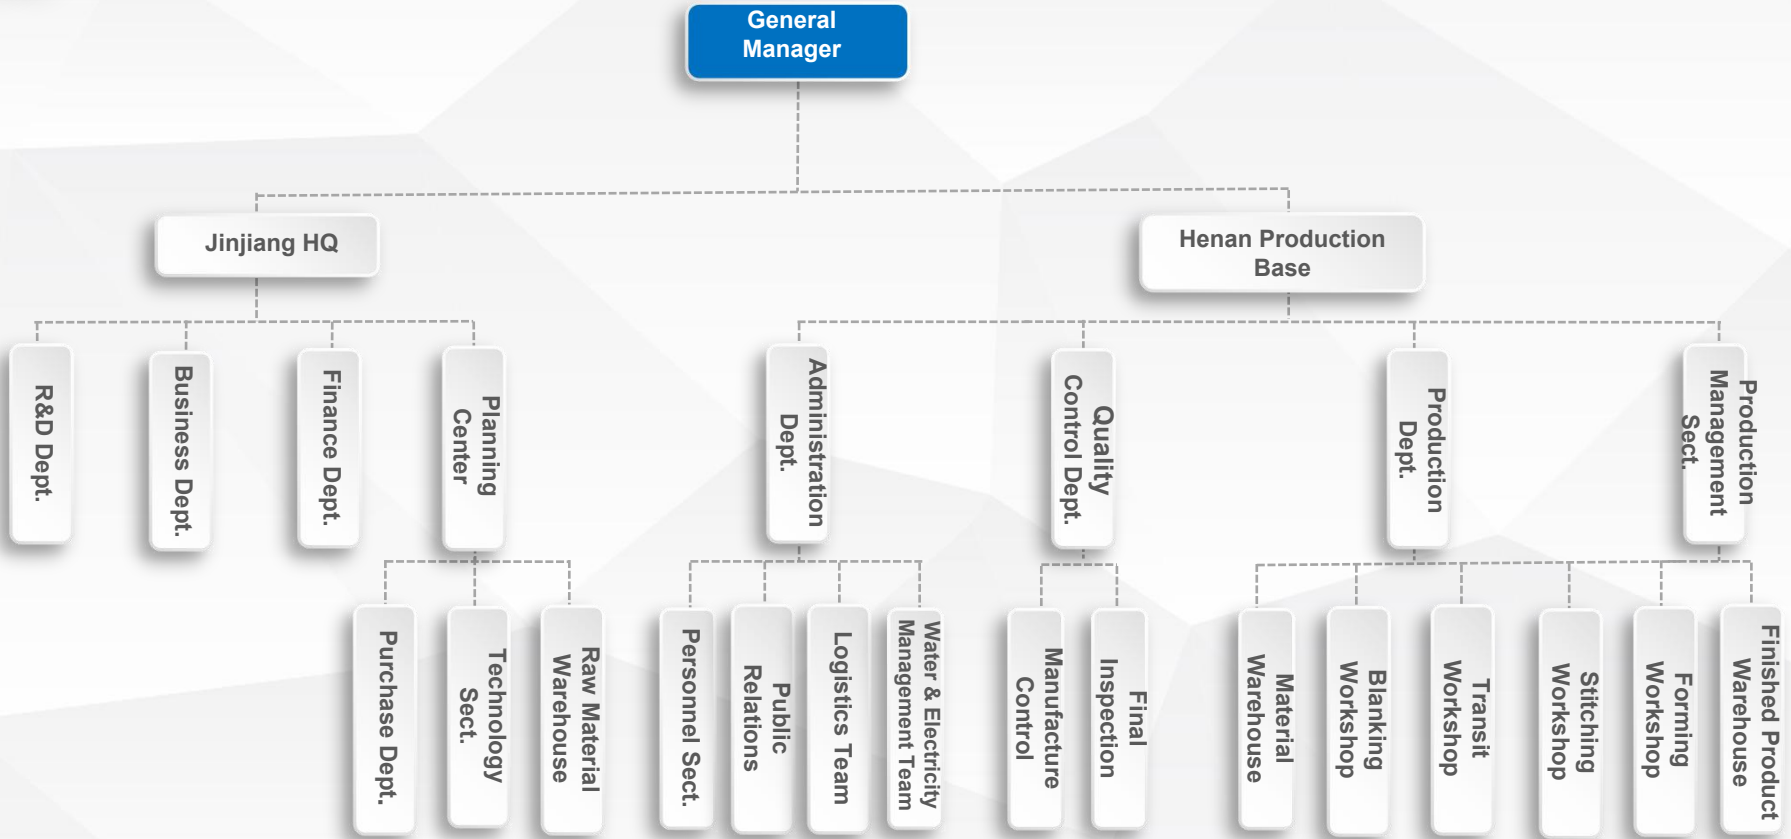 General
Manager
Jinjiang HQ
Henan Production
Base
R&D Dept.
Business Dept.
Finance Dept.
Planning
Center
Administration
Dept.
Quality
Control Dept.
Production
Dept.
Production
Management
Sect.
Purchase Dept.
Technology
Sect.
Raw Material
Warehouse
Personnel Sect.
Public
Relations
Logistics Team
Water & Electricity
Management Team
Manufacture
Control
Final
Inspection
Material
Warehouse
Blanking
Workshop
Transit
Workshop
Stitching
Workshop
Forming
Workshop
Finished Product
Warehouse